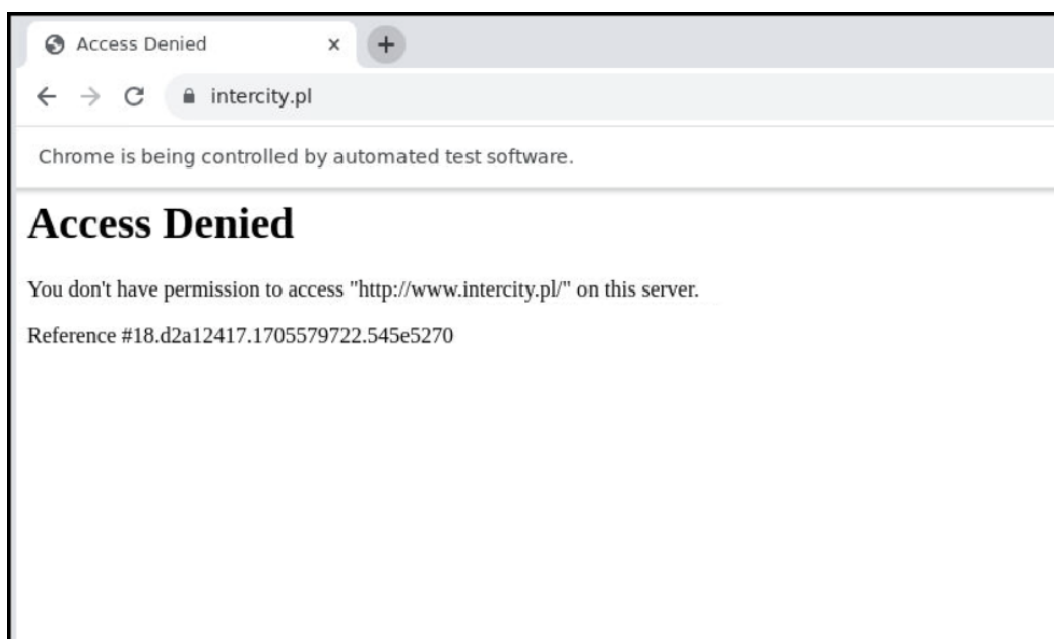 Access Denied
intercity.pl
Chrome is being controlled by automated test software.
Access Denied
You don't have permission to access "http://www.intercity.pl/" on this server.
Reference #18.d2a12417.1705579722.545e5270